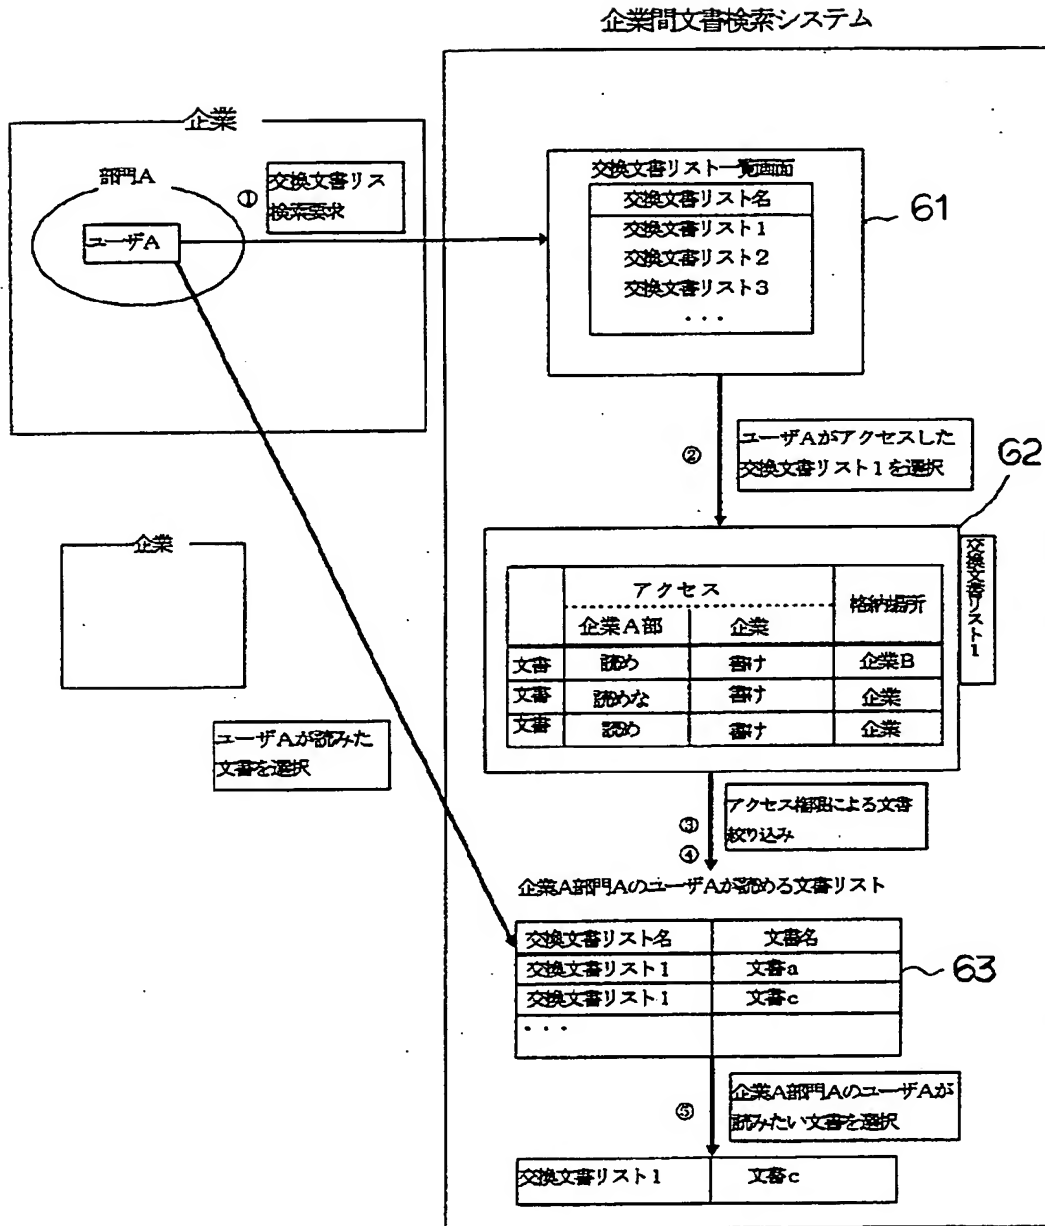 企業間文書検索システム
企業
部門A
ユーザA
①
交換文書リス
検索要求
交換文書リスト一覧画面
交換文書リスト名
交換文書リスト1
交換文書リスト2
交換文書リスト3
・・・
61
②
ユーザAがアクセスした
交換文書リスト1を選択
62
企業
交換文書リスト1
アクセス
格納場所
企業A部
企業
文書
読め
書け
企業B
文書
読めな
書け
企業
文書
読め
書け
企業
ユーザAが読みた
文書を選択
③
④
アクセス権限による文書
絞り込み
企業A部門AのユーザAが読める文書リスト
交換文書リスト名
文書名
交換文書リスト1
文書a
交換文書リスト1
文書c
・・・
63
⑤
企業A部門AのユーザAが
読みたい文書を選択
交換文書リスト1
文書c